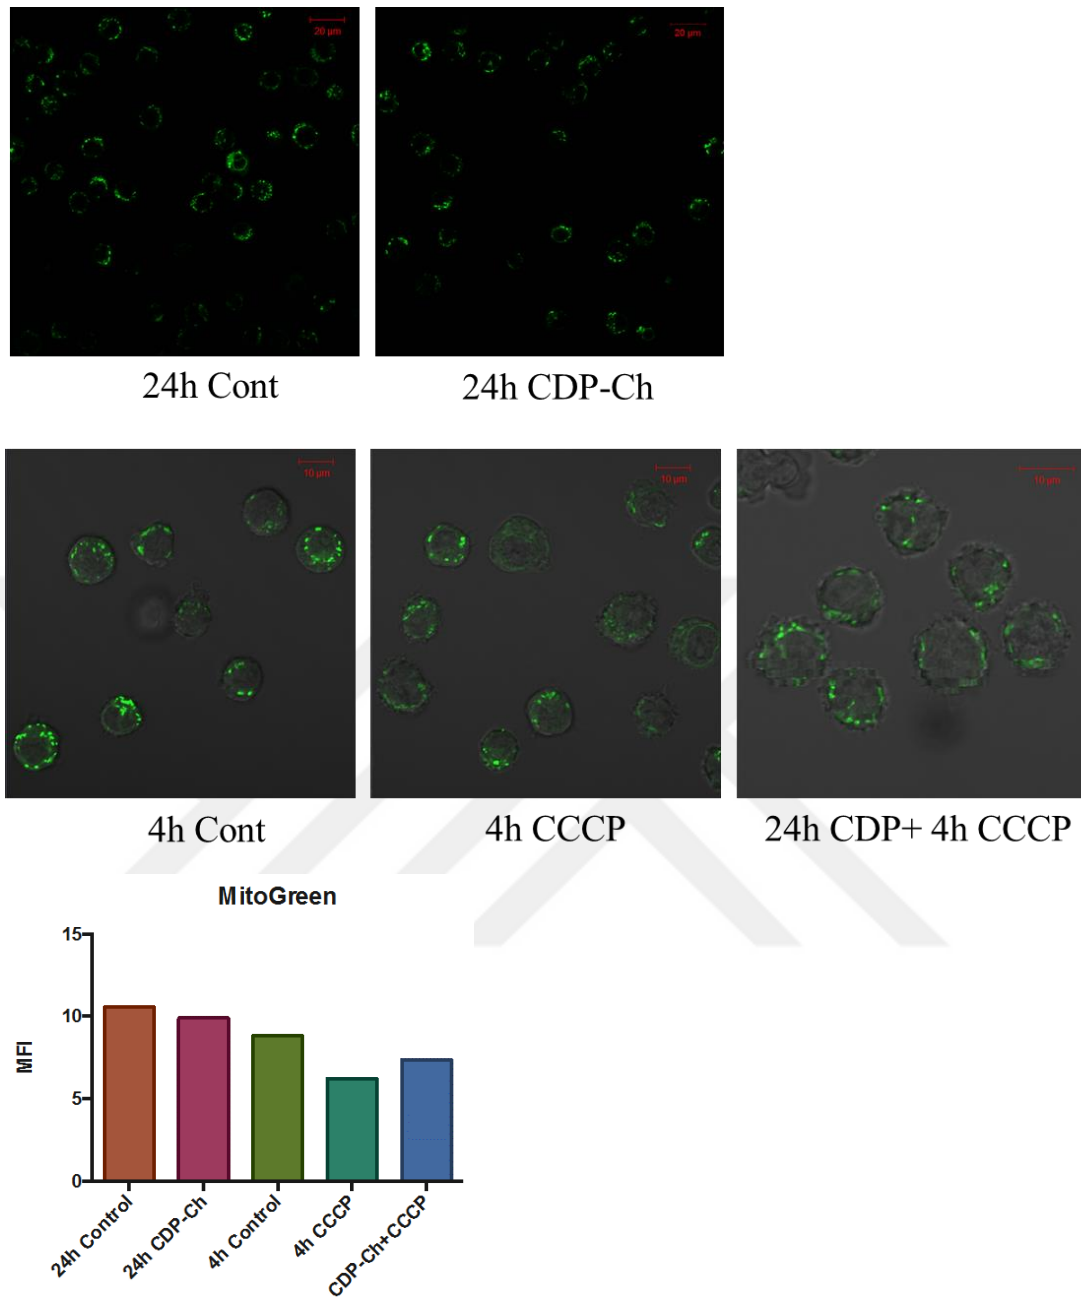 20 µm
20 µm
24h Cont
24h CDP-Ch
10 µm
10 µm
10 µm
4h Cont
4h CCCP
24h CDP+ 4h CCCP
MitoGreen
15
10
5
0
MFI
24h Control
24h CDP-Ch
4h Control
4h CCCP
CDP-Ch+CCCP